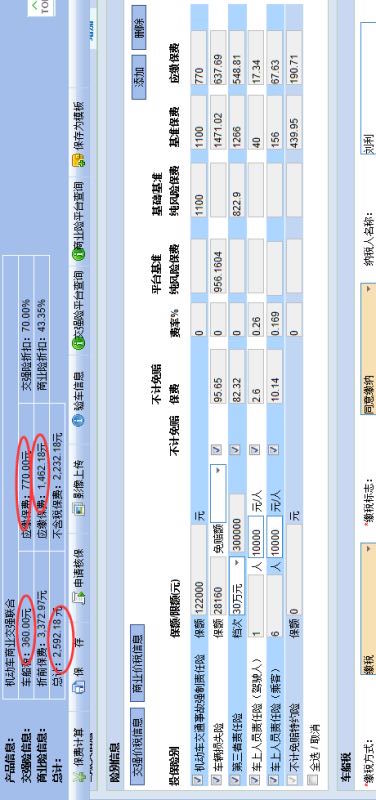 产品信息: 机动车商业交强联合
交强险信息: 车船税: 360.00元 应缴保费: 770.00元 交强险折扣: 70.00%
商业险信息: 折前保费: 3,372.97元 应缴保费: 1,462.18元 商业险折扣: 43.35%
总计: 总计: 2,592.18 元 不含税保费: 2,232.18元
保费计算 保 存 申请核保 影像上传 验车信息 交强险平台查询 商业险平台查询 保存为模板
险别信息
交强价税信息 商业价税信息 添加 删除
投保险别 保额/限额(元) 不计免赔 不计免赔保费 费率% 平台基准纯风险保费 基础基准纯风险保费 基准保费 应缴保费
机动车交通事故强制责任险 保额 122000 元 0 0 1100 1100 770
车辆损失险 保额 28160 免赔额 95.65 0 956.1604 1471.02 637.69
第三者责任险 档次 30万元 300000 82.32 0 822.9 1266 548.81
车上人员责任险（驾驶人） 1 人 10000 元/人 2.6 0.26 40 17.34
车上人员责任险（乘客） 6 人 10000 元/人 10.14 0.169 156 67.63
不计免赔特约险 保额 0 元 0 439.95 190.71
全选 / 取消
车船税
*缴税方式: 缴税 *缴税标志: 同意缴纳 纳税人名称: 刘利